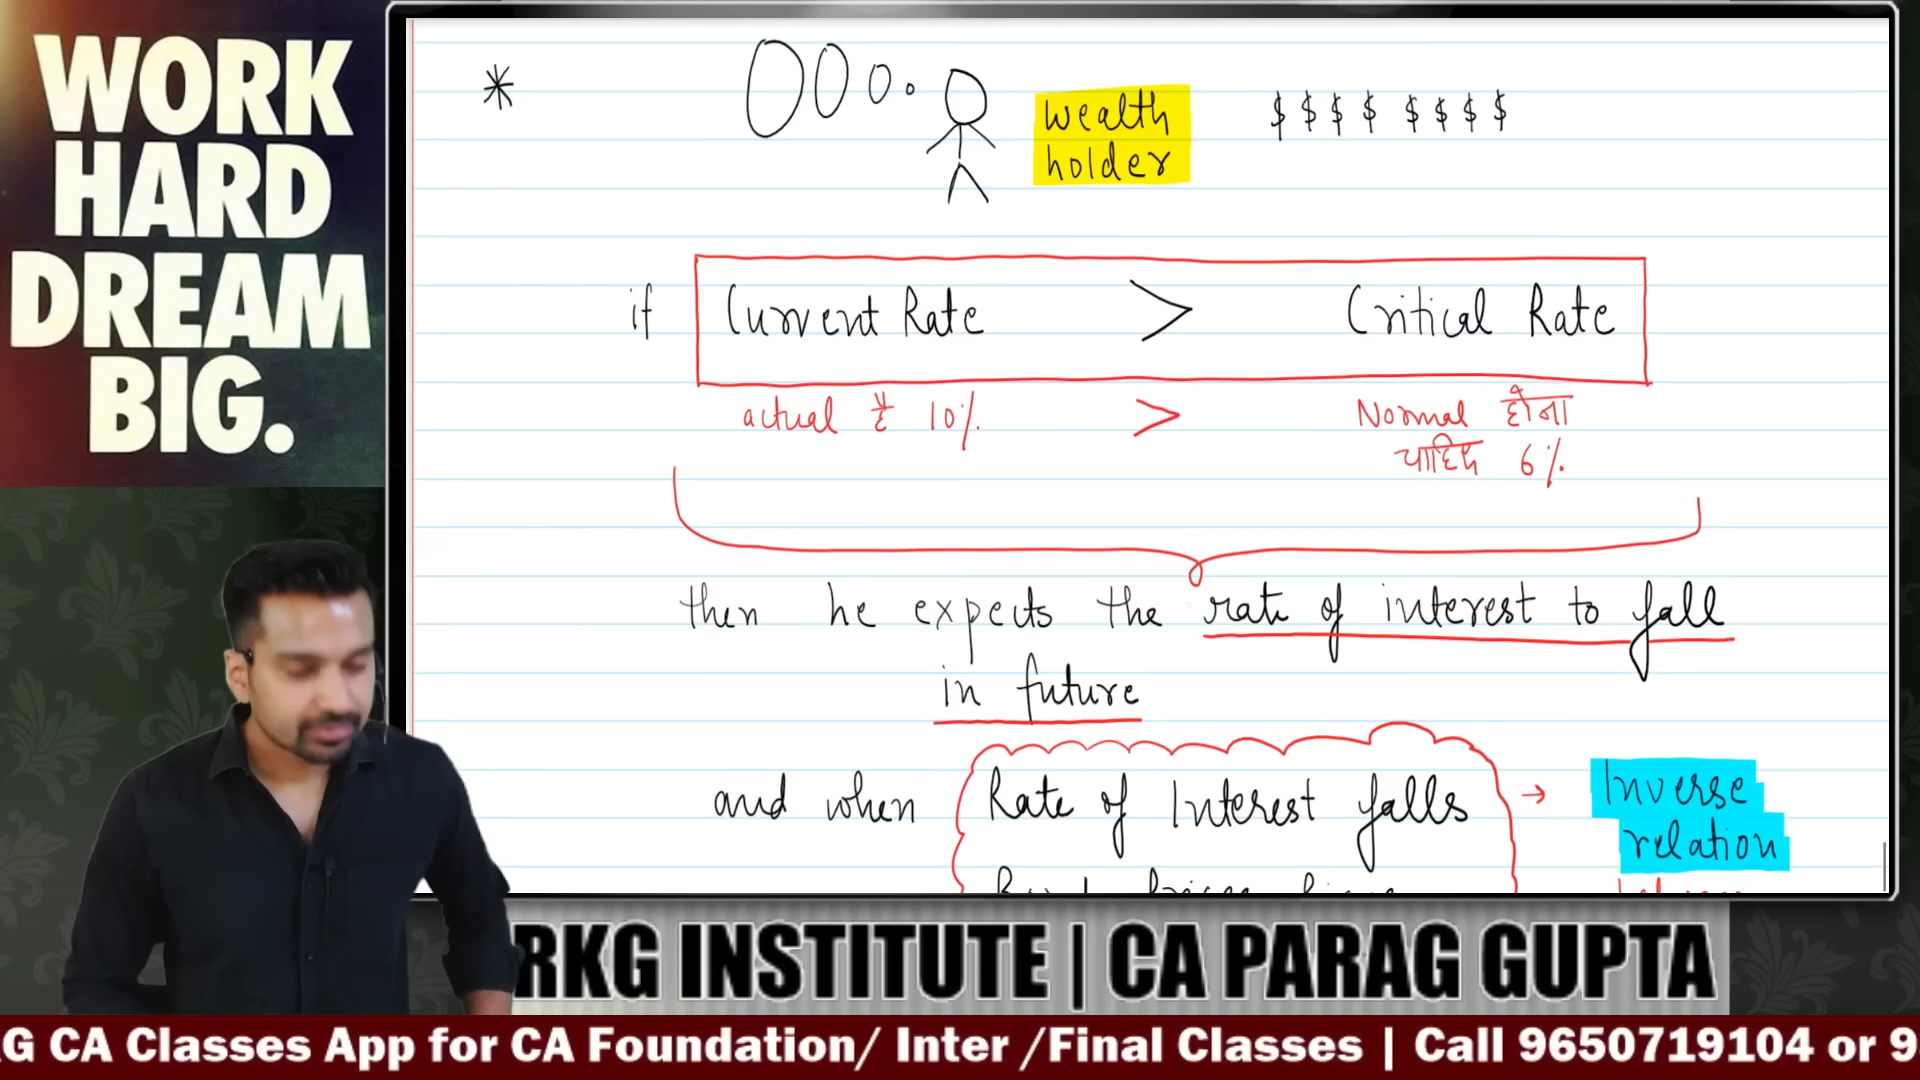 WORK
HARD
DREAM
BIG.
*
wealth
holder
$ $ $ $ $ $ $ $
if Current Rate > Critical Rate
actual है 10% > Normal होना
चाहिए 6%
then he expects the rate of interest to fall
in future
and when Rate of Interest falls → Inverse
relation
RKG INSTITUTE | CA PARAG GUPTA
G CA Classes App for CA Foundation/ Inter /Final Classes | Call 9650719104 or 9